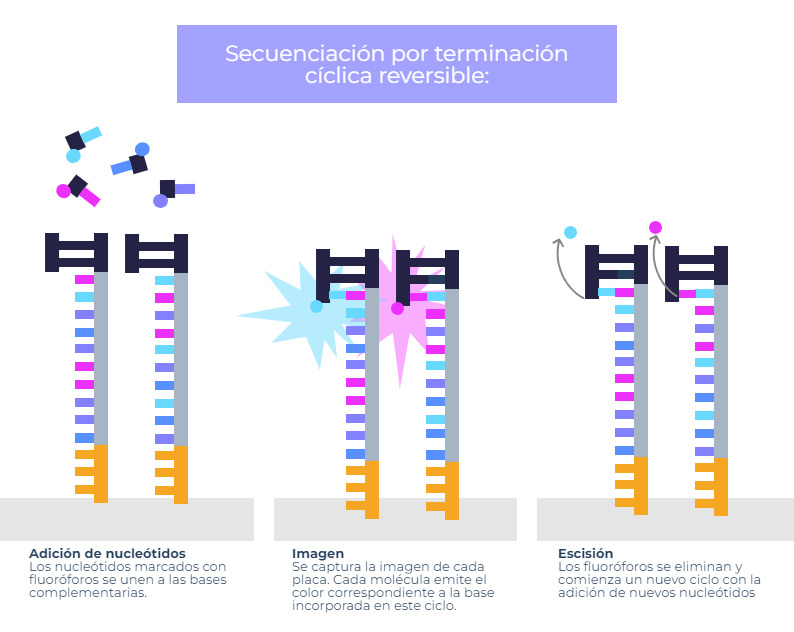 Secuenciación por terminación
cíclica reversible:
Adición de nucleótidos
Los nucleótidos marcados con
fluoróforos se unen a las bases
complementarias.
Imagen
Se captura la imagen de cada
placa. Cada molécula emite el
color correspondiente a la base
incorporada en este ciclo.
Escisión
Los fluoróforos se eliminan y
comienza un nuevo ciclo con la
adición de nuevos nucleótidos